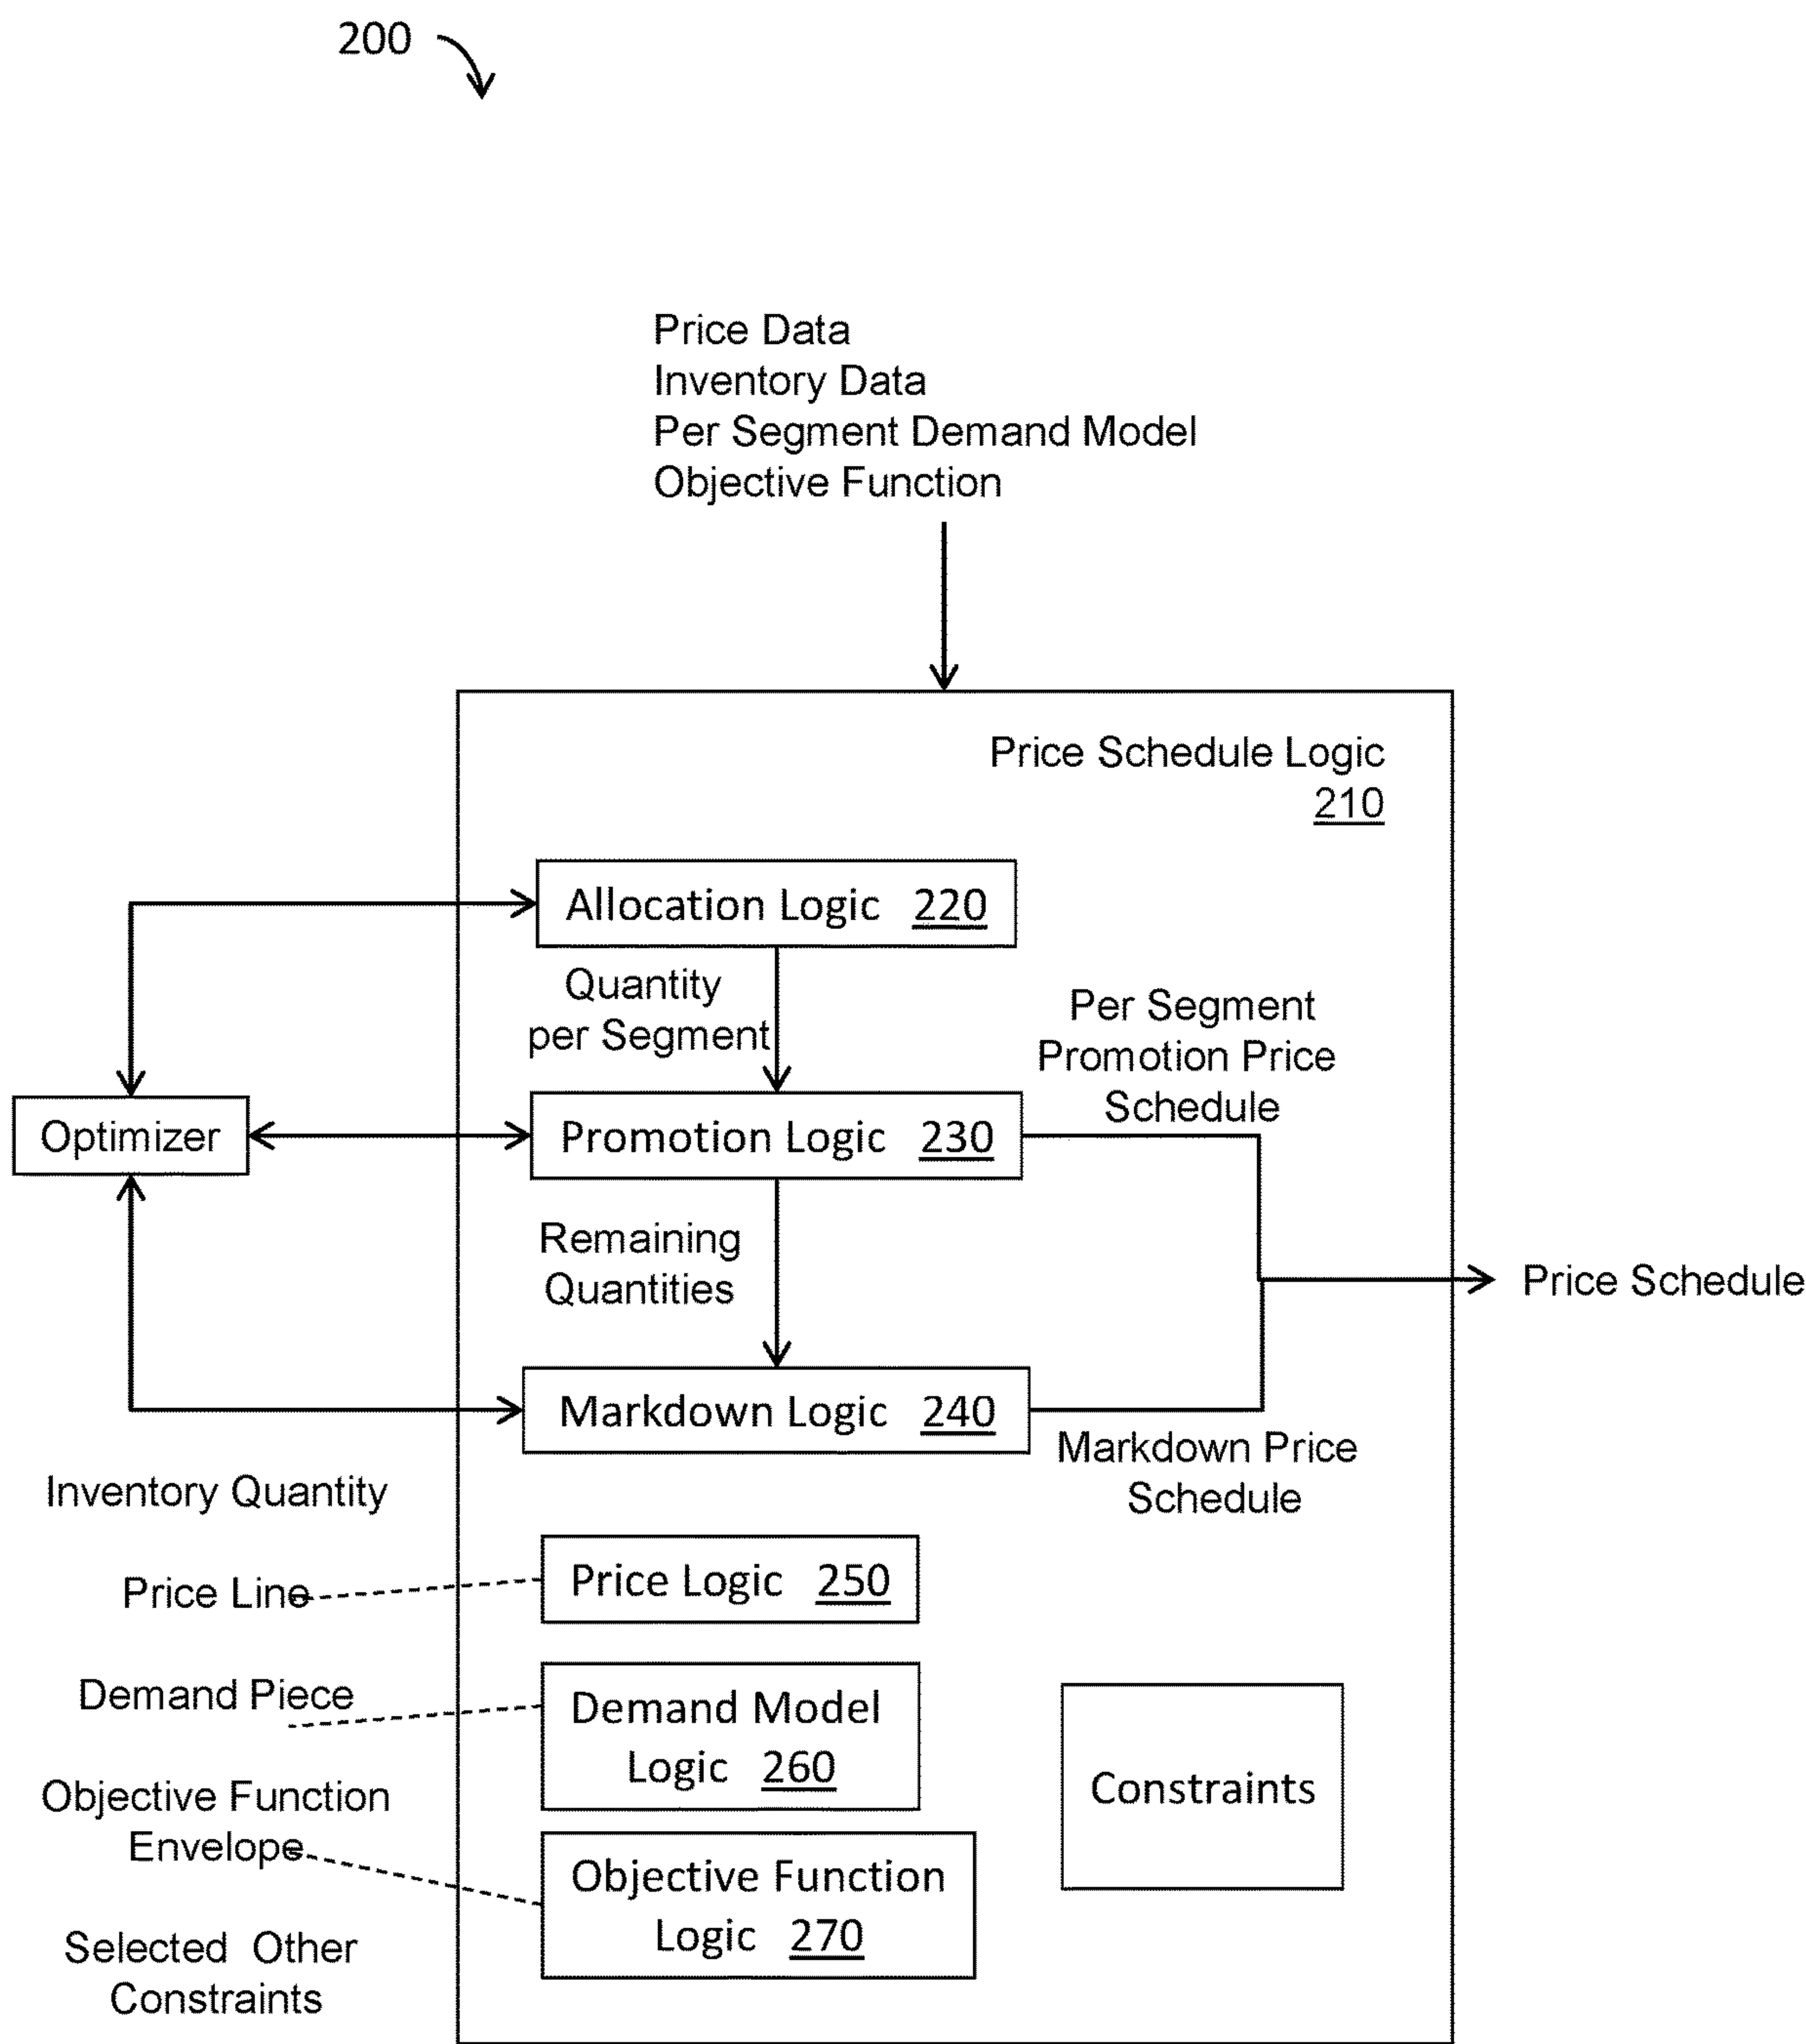 200
Price Data
Inventory Data
Per Segment Demand Model
Objective Function
Price Schedule Logic
210
Allocation Logic 220
Quantity
per Segment
Per Segment
Promotion Price
Schedule
Optimizer
Promotion Logic 230
Remaining
Quantities
Price Schedule
Markdown Logic 240
Markdown Price
Schedule
Inventory Quantity
Price Line
Price Logic 250
Demand Piece
Demand Model
Logic 260
Constraints
Objective Function
Envelope
Objective Function
Logic 270
Selected Other
Constraints